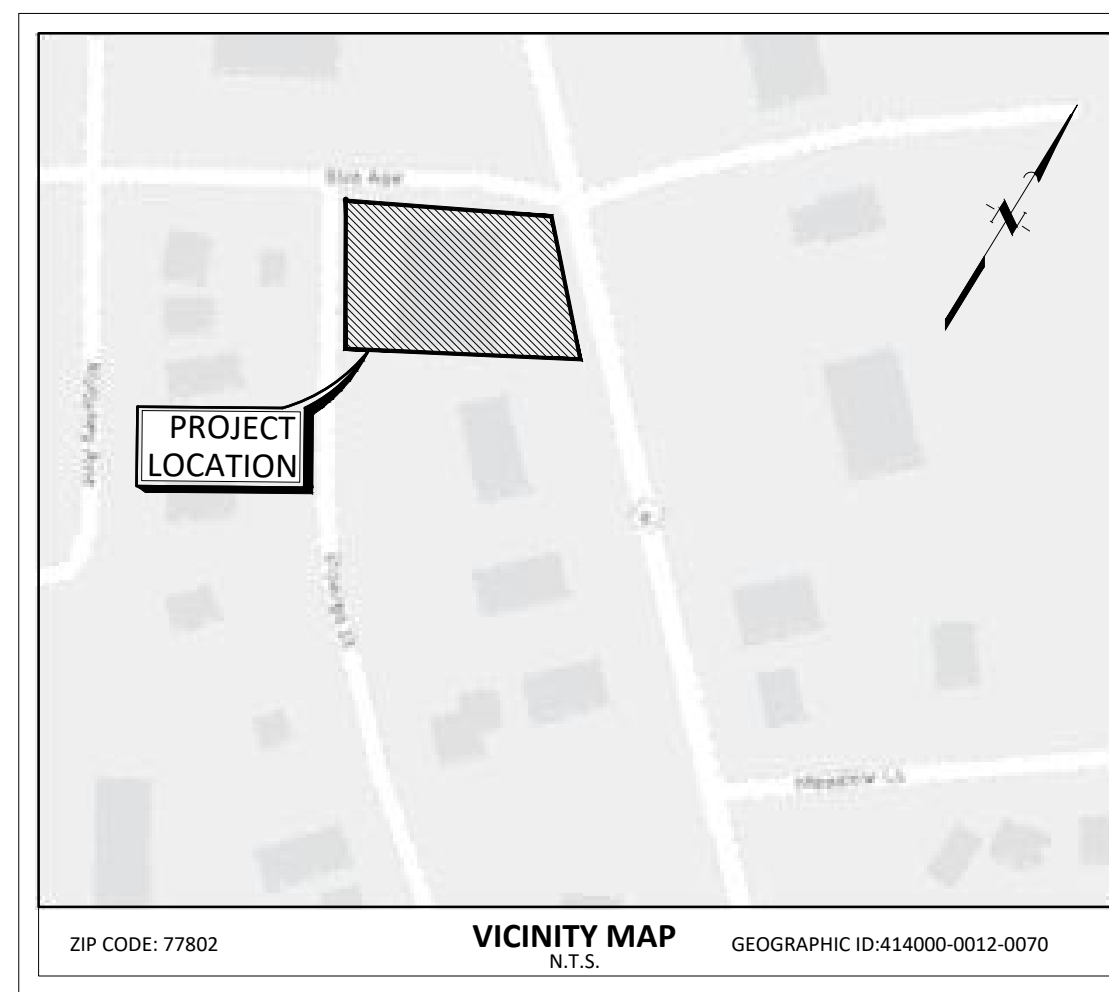 PROJECT
LOCATION
ZIP CODE: 77802
VICINITY MAP
N.T.S.
GEOGRAPHIC ID:414000-0012-0070